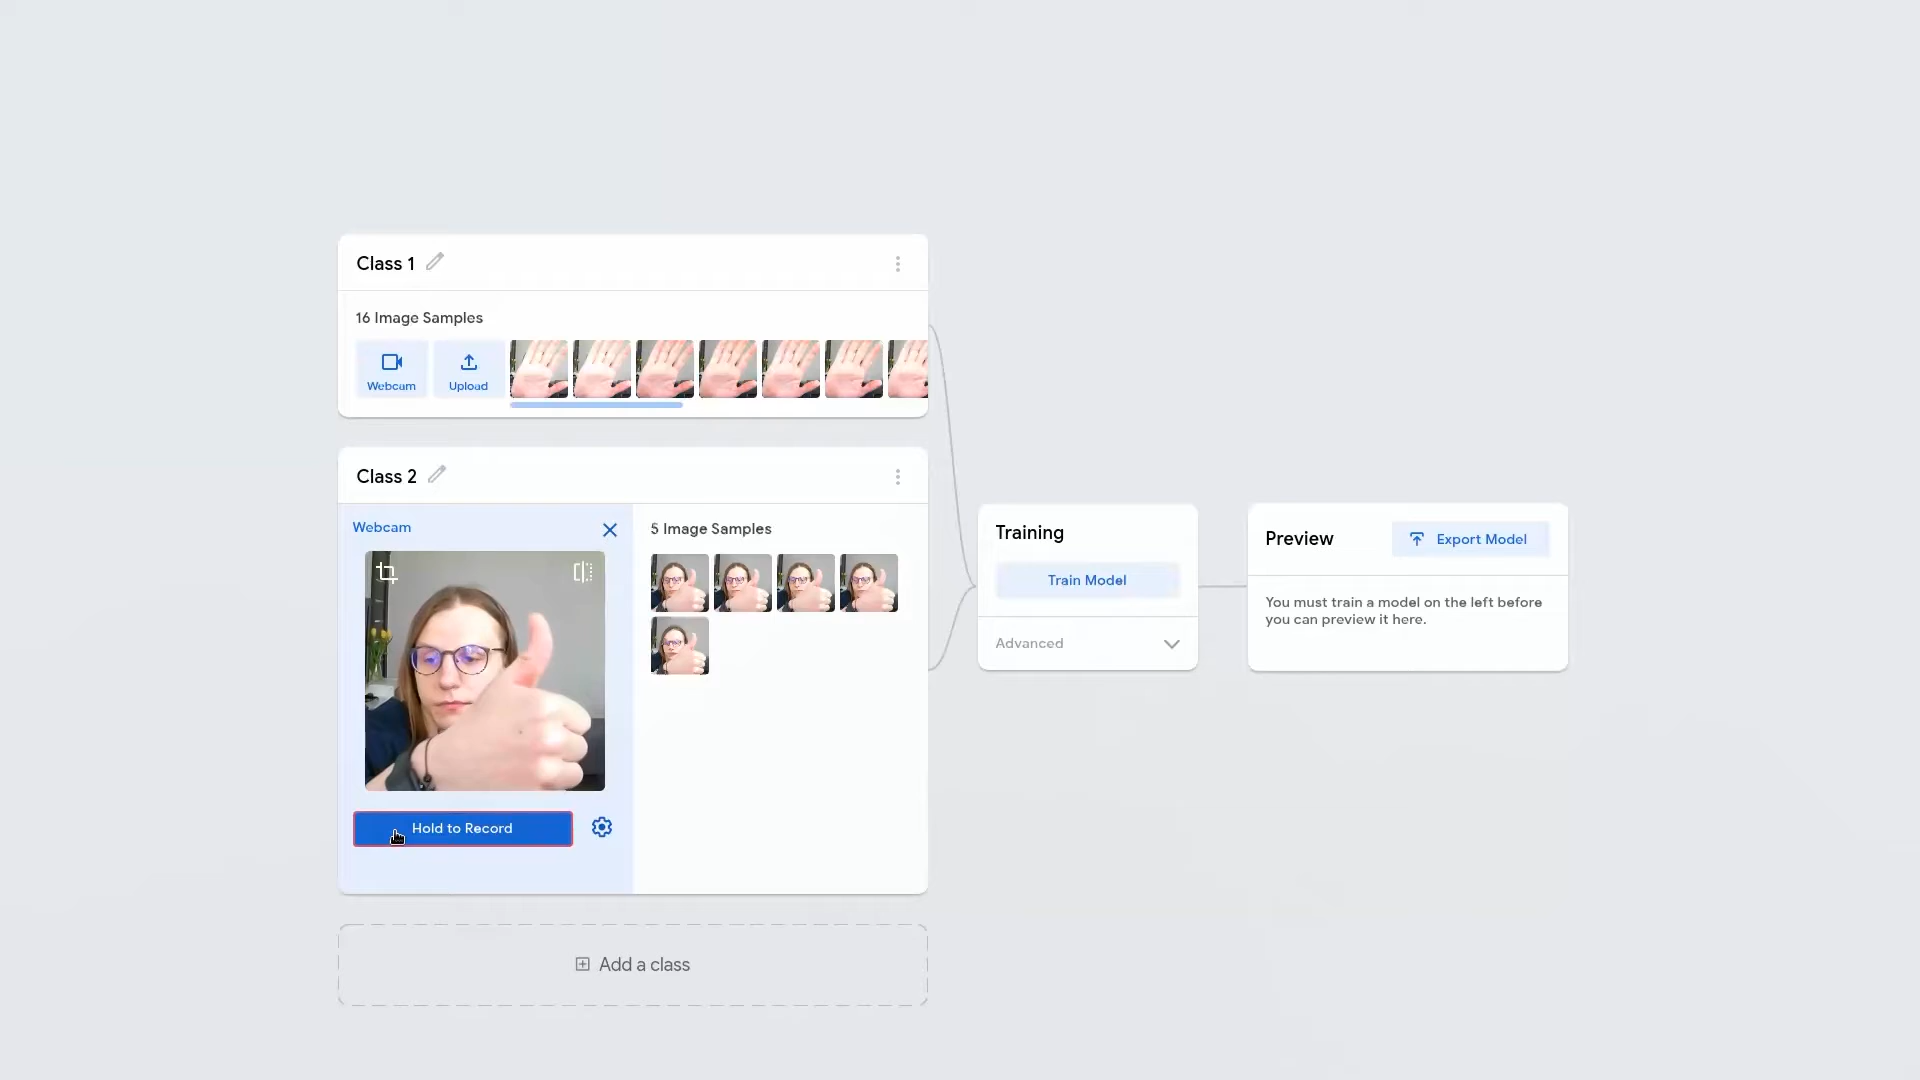 Class 1
16 Image Samples
Webcam
Upload
Class 2
Webcam
5 Image Samples
Hold to Record
Add a class
Training
Train Model
Advanced
Preview
Export Model
You must train a model on the left before
you can preview it here.